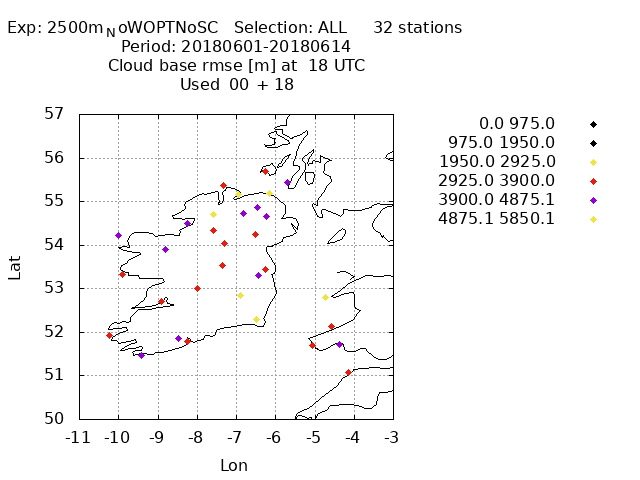 Exp: 2500mNoWOPTNoSC Selection: ALL 32 stations
Period: 20180601-20180614
Cloud base rmse [m] at 18 UTC
Used 00 + 18
57
56
55
54
53
52
51
50
Lat
-11 -10 -9 -8 -7 -6 -5 -4 -3
Lon
0.0 975.0
975.0 1950.0
1950.0 2925.0
2925.0 3900.0
3900.0 4875.1
4875.1 5850.1